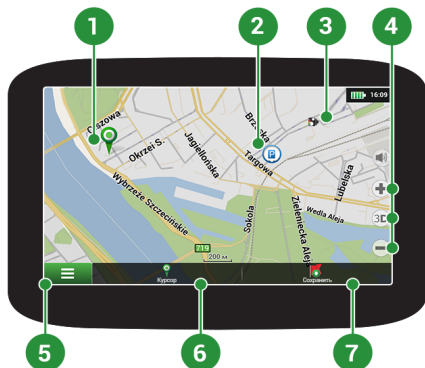 1
2
3
4
16:09
Ciszowa
Okrzei S.
Jagiellońska
Brzeska
Targowa
Wybrzeże Szczecińskie
Lubelska
Wedla Aleja
3D
Sokola
Zieleniecka Aleja
719
200 м
Курсор
Сохранить
5
6
7